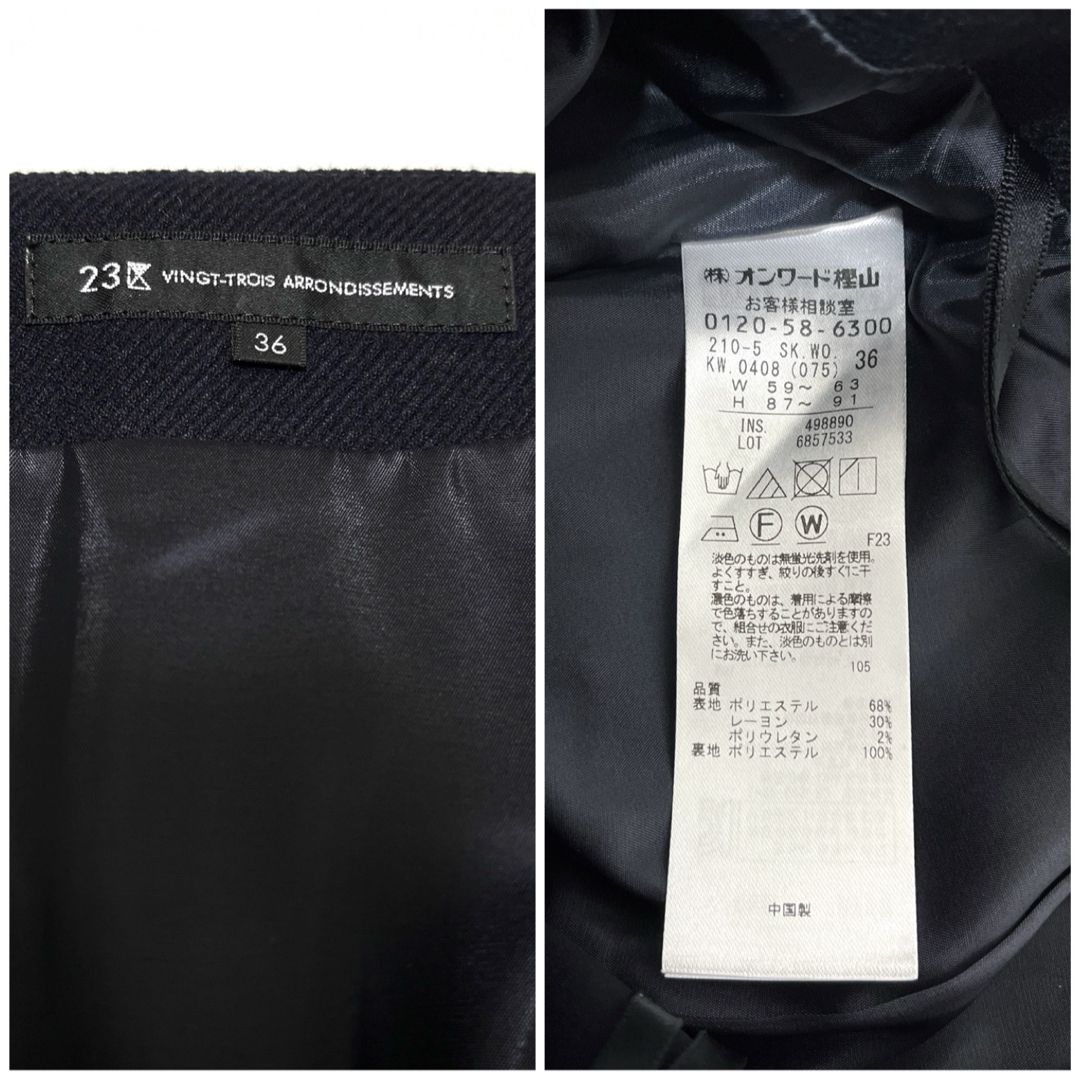 23区 VINGT-TROIS ARRONDISSEMENTS
36
㈱オンワード樫山
お客様相談室
0120-58-6300
210-5 SK.WO. 36
KW.0408(075)
W 59〜 63
H 87〜 91
INS. 498890
LOT 6857533
F W
F23
淡色のものは無蛍光洗剤を使用。
よくすすぎ、絞りの後すぐに干
すこと。
濃色のものは、着用による摩擦
で色落ちすることがありますの
で、組合せの衣服にご注意くだ
さい。また、淡色のものとは別
にお洗い下さい。
105
品質
表地 ポリエステル 68%
レーヨン 30%
ポリウレタン 2%
裏地 ポリエステル 100%
中国製